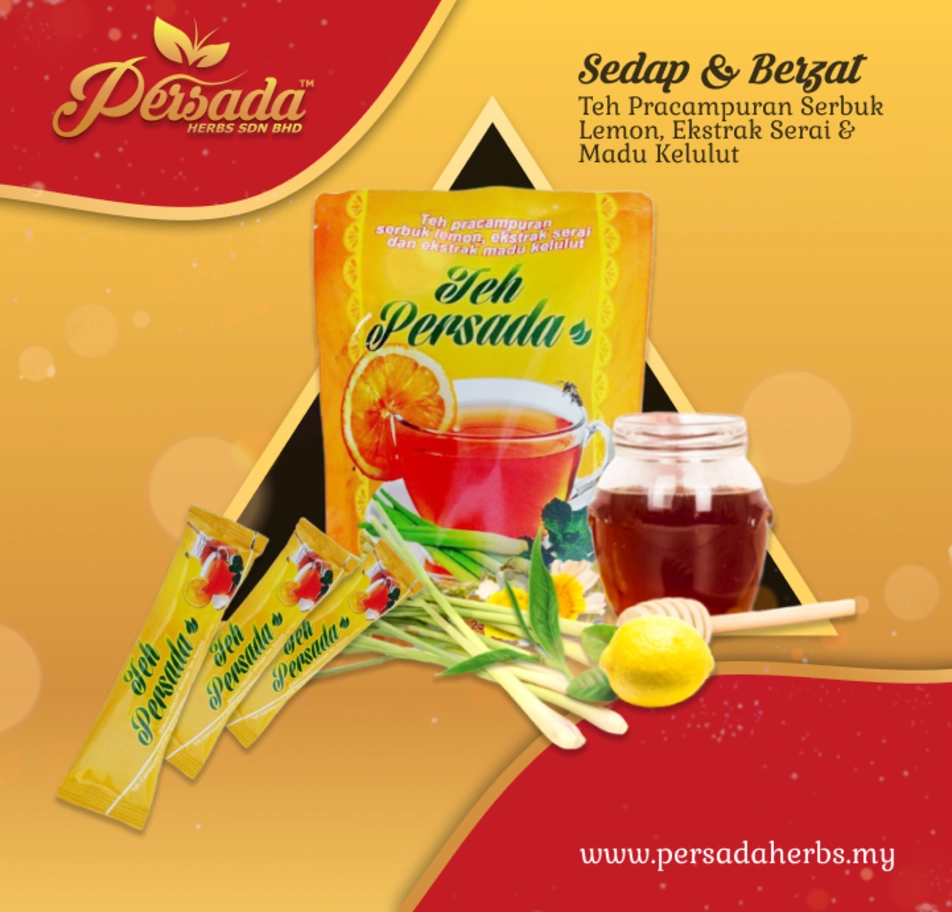 Persada™
HERBS SDN BHD
Sedap & Berzat
Teh Pracampuran Serbuk
Lemon, Ekstrak Serai &
Madu Kelulut
Teh pracampuran
serbuk lemon, ekstrak serai
dan ekstrak madu kelulut
Teh
Persada
Teh
Persada
Teh
Persada
Teh
Persada
www.persadaherbs.my